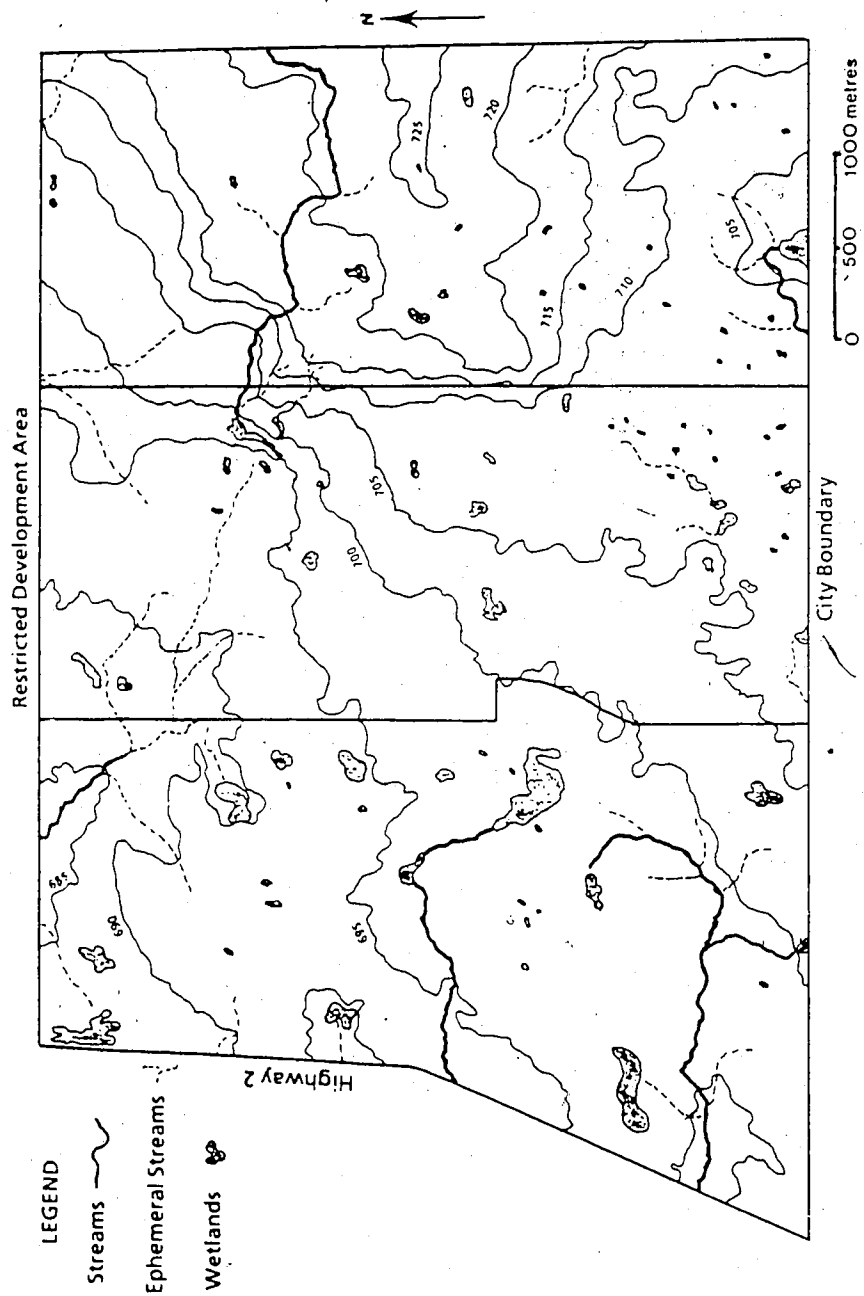 Restricted Development Area
N
LEGEND
Streams
Ephemeral Streams
Wetlands
Highway 2
685
690
695
700
705
725
720
715
710
705
0 500 1000 metres
City Boundary